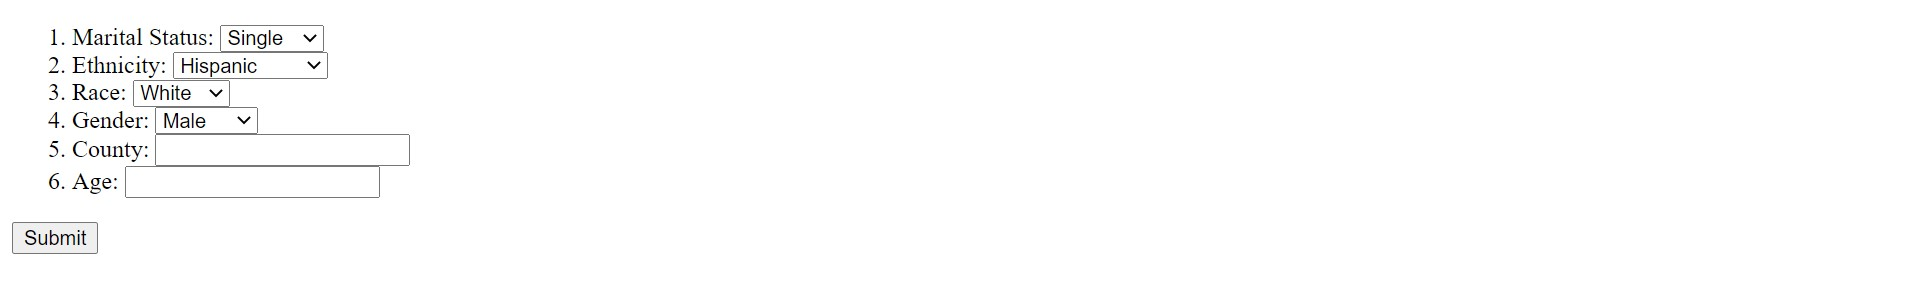 1. Marital Status: Single
2. Ethnicity: Hispanic
3. Race: White
4. Gender: Male
5. County:
6. Age:
Submit